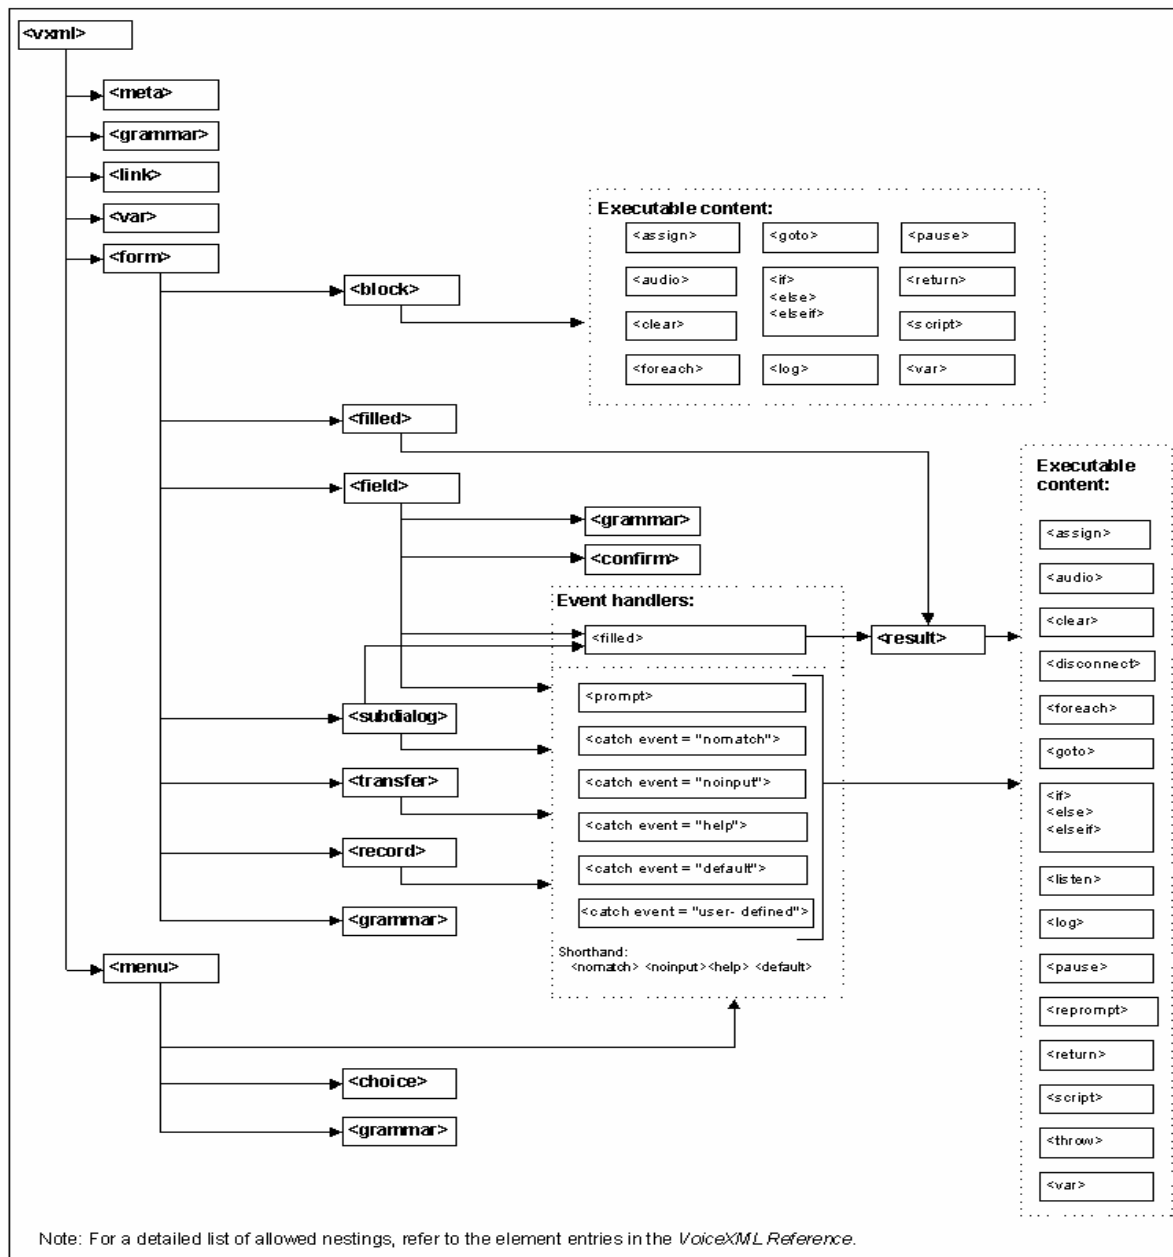 <vxml>
<meta>
<grammar>
<link>
<var>
<form>
<block>
Executable content:
<assign>
<goto>
<pause>
<audio>
<if>
<else>
<elseif>
<return>
<clear>
<script>
<foreach>
<log>
<var>
<filled>
<field>
<grammar>
<confirm>
Event handlers:
<filled>
<result>
<prompt>
<catch event = "nomatch">
<catch event = "noinput">
<catch event = "help">
<catch event = "default">
<catch event = "user- defined">
Shorthand:
<nomatch> <noinput><help> <default>
<subdialog>
<transfer>
<record>
<grammar>
<menu>
<choice>
<grammar>
Executable
content:
<assign>
<audio>
<clear>
<disconnect>
<foreach>
<goto>
<if>
<else>
<elseif>
<listen>
<log>
<pause>
<reprompt>
<return>
<script>
<throw>
<var>
Note: For a detailed list of allowed nestings, refer to the element entries in the VoiceXML Reference.